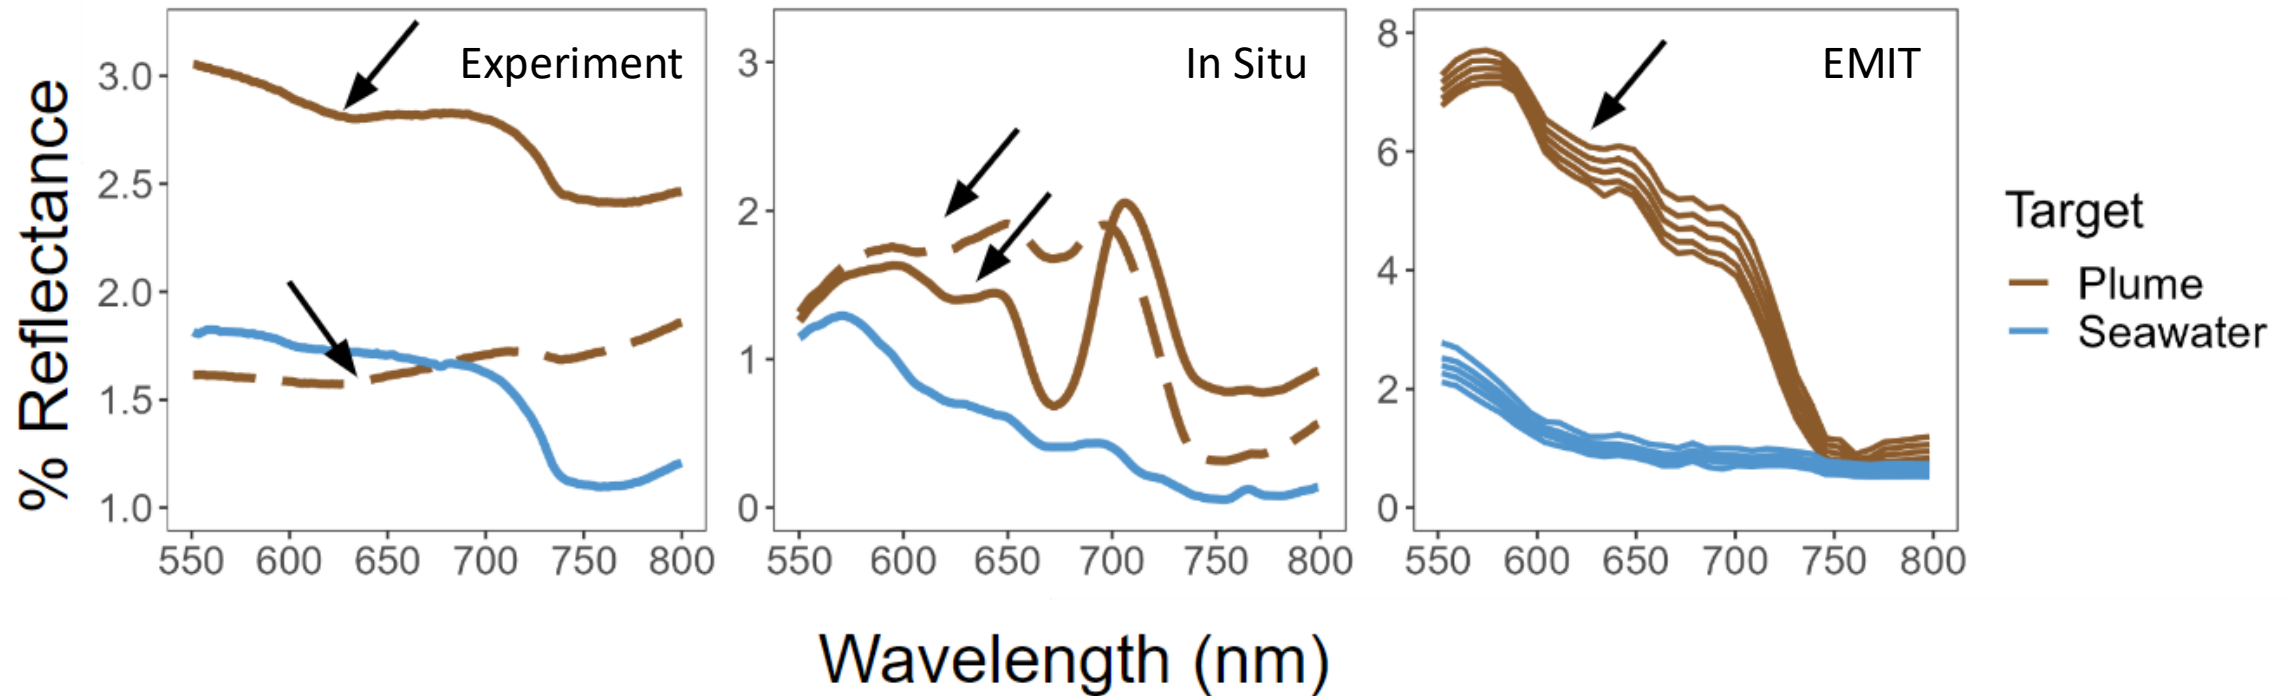 % Reflectance
Experiment
3.0
2.5
2.0
1.5
1.0
550 600 650 700 750 800
In Situ
3
2
1
0
550 600 650 700 750 800
EMIT
8
6
4
2
0
550 600 650 700 750 800
Wavelength (nm)
Target
Plume
Seawater